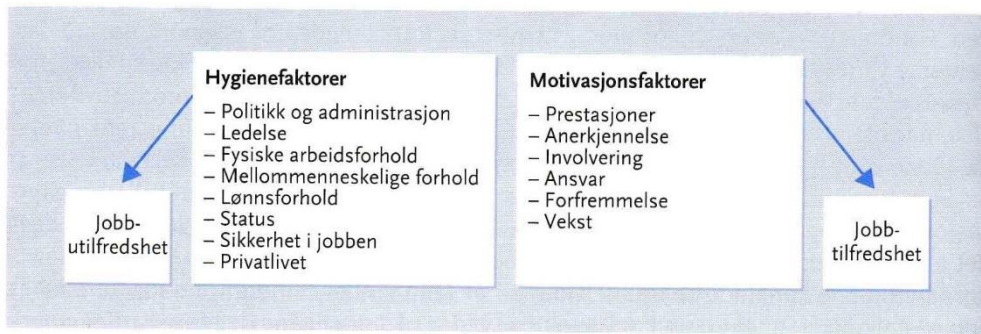 Hygienefaktorer
– Politikk og administrasjon
– Ledelse
– Fysiske arbeidsforhold
– Mellommenneskelige forhold
– Lønnsforhold
– Status
– Sikkerhet i jobben
– Privatlivet
Motivasjonsfaktorer
– Prestasjoner
– Anerkjennelse
– Involvering
– Ansvar
– Forfremmelse
– Vekst
Jobb-
utilfredshet
Jobb-
tilfredshet